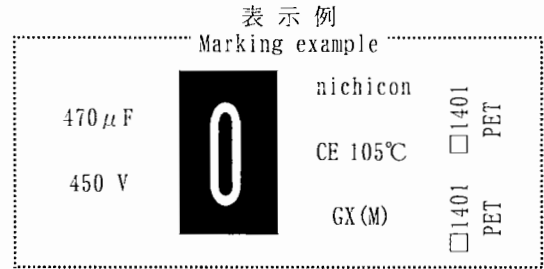 表示例
Marking example
470μF
450 V
nichicon
CE 105℃
GX(M)
□1401
PET
□1401
PET